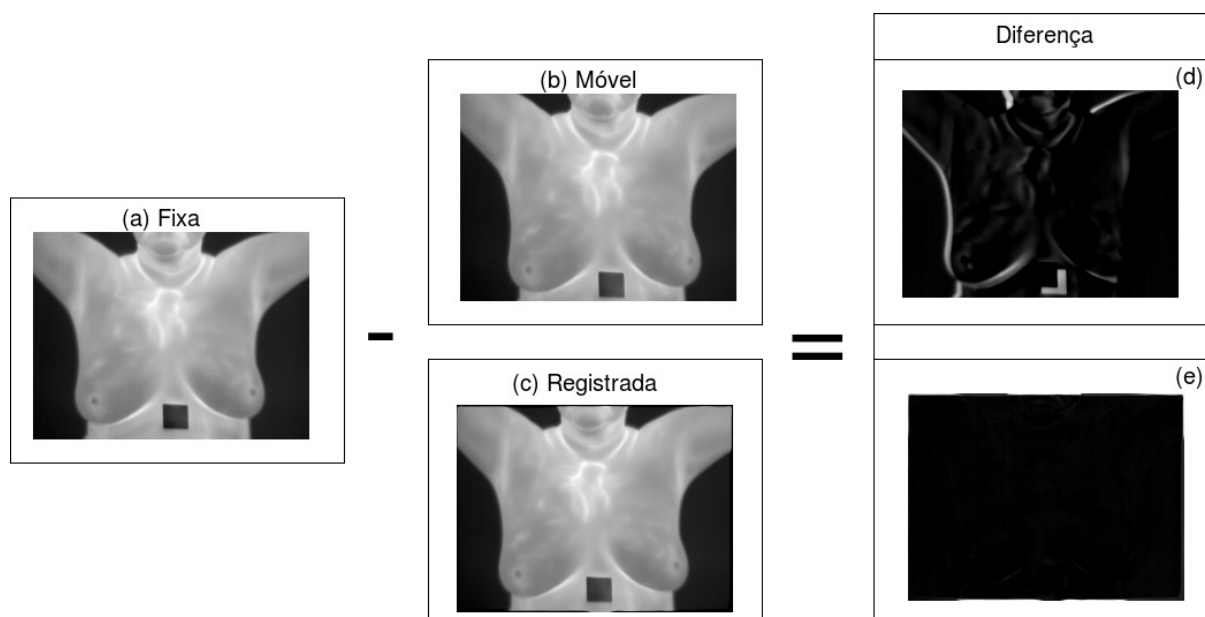 Diferença
(b) Móvel
(d)
(a) Fixa
-
=
(c) Registrada
(e)